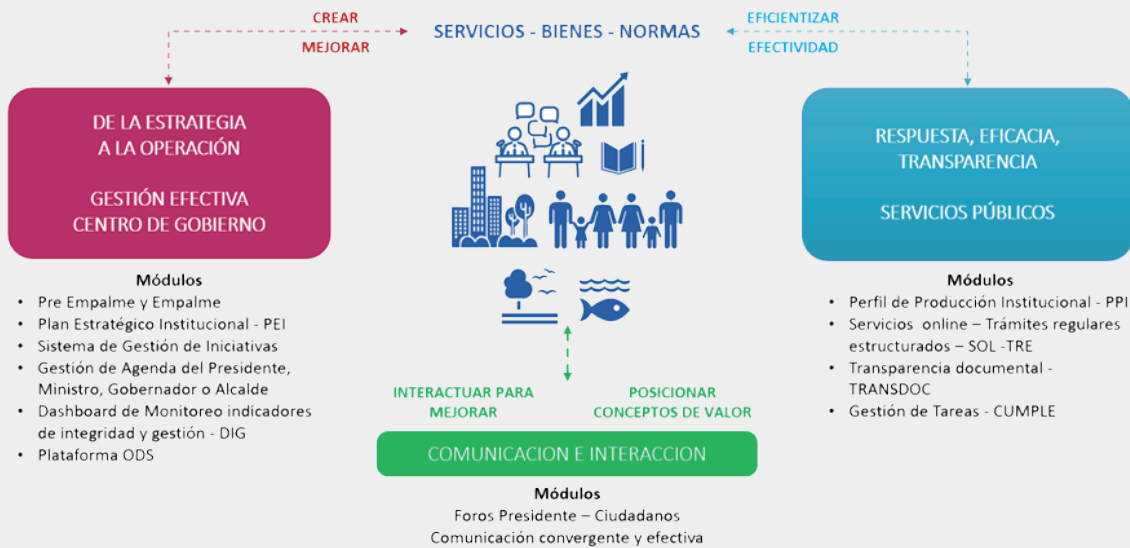 CREAR
MEJORAR
SERVICIOS - BIENES - NORMAS
EFICIENTIZAR
EFECTIVIDAD
DE LA ESTRATEGIA
A LA OPERACIÓN
GESTIÓN EFECTIVA
CENTRO DE GOBIERNO
Módulos
• Pre Empalme y Empalme
• Plan Estratégico Institucional - PEI
• Sistema de Gestión de Iniciativas
• Gestión de Agenda del Presidente,
Ministro, Gobernador o Alcalde
• Dashboard de Monitoreo indicadores
de integridad y gestión - DIG
• Plataforma ODS
RESPUESTA, EFICACIA,
TRANSPARENCIA
SERVICIOS PÚBLICOS
Módulos
• Perfil de Producción Institucional - PPI
• Servicios online – Trámites regulares
estructurados – SOL -TRE
• Transparencia documental -
TRANSDOC
• Gestión de Tareas - CUMPLE
INTERACTUAR PARA
MEJORAR
POSICIONAR
CONCEPTOS DE VALOR
COMUNICACION E INTERACCION
Módulos
Foros Presidente – Ciudadanos
Comunicación convergente y efectiva